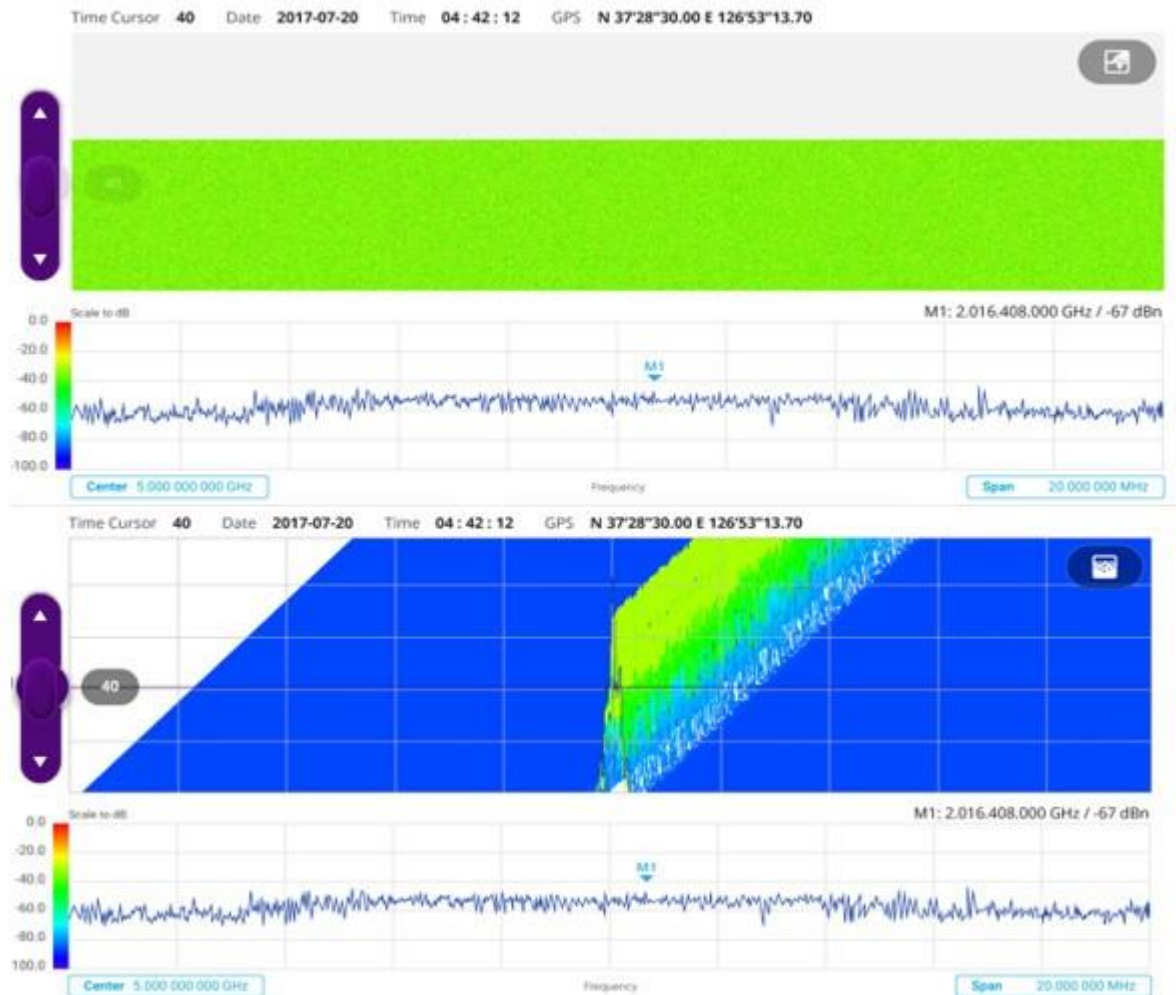 Time Cursor 40 Date 2017-07-20 Time 04 : 42 : 12 GPS N 37'28"30.00 E 126'53"13.70
Scale to dB
M1: 2.016.408.000 GHz / -67 dBn
0.0
-20.0
-40.0
-60.0
-80.0
-100.0
M1
Center 5.000 000 000 GHz
Frequency
Span 20.000 000 MHz
Time Cursor 40 Date 2017-07-20 Time 04 : 42 : 12 GPS N 37'28"30.00 E 126'53"13.70
40
Scale to dB
M1: 2.016.408.000 GHz / -67 dBn
0.0
-20.0
-40.0
-60.0
-80.0
100.0
M1
Center 5.000 000 000 GHz
Frequency
Span 20.000 000 MHz